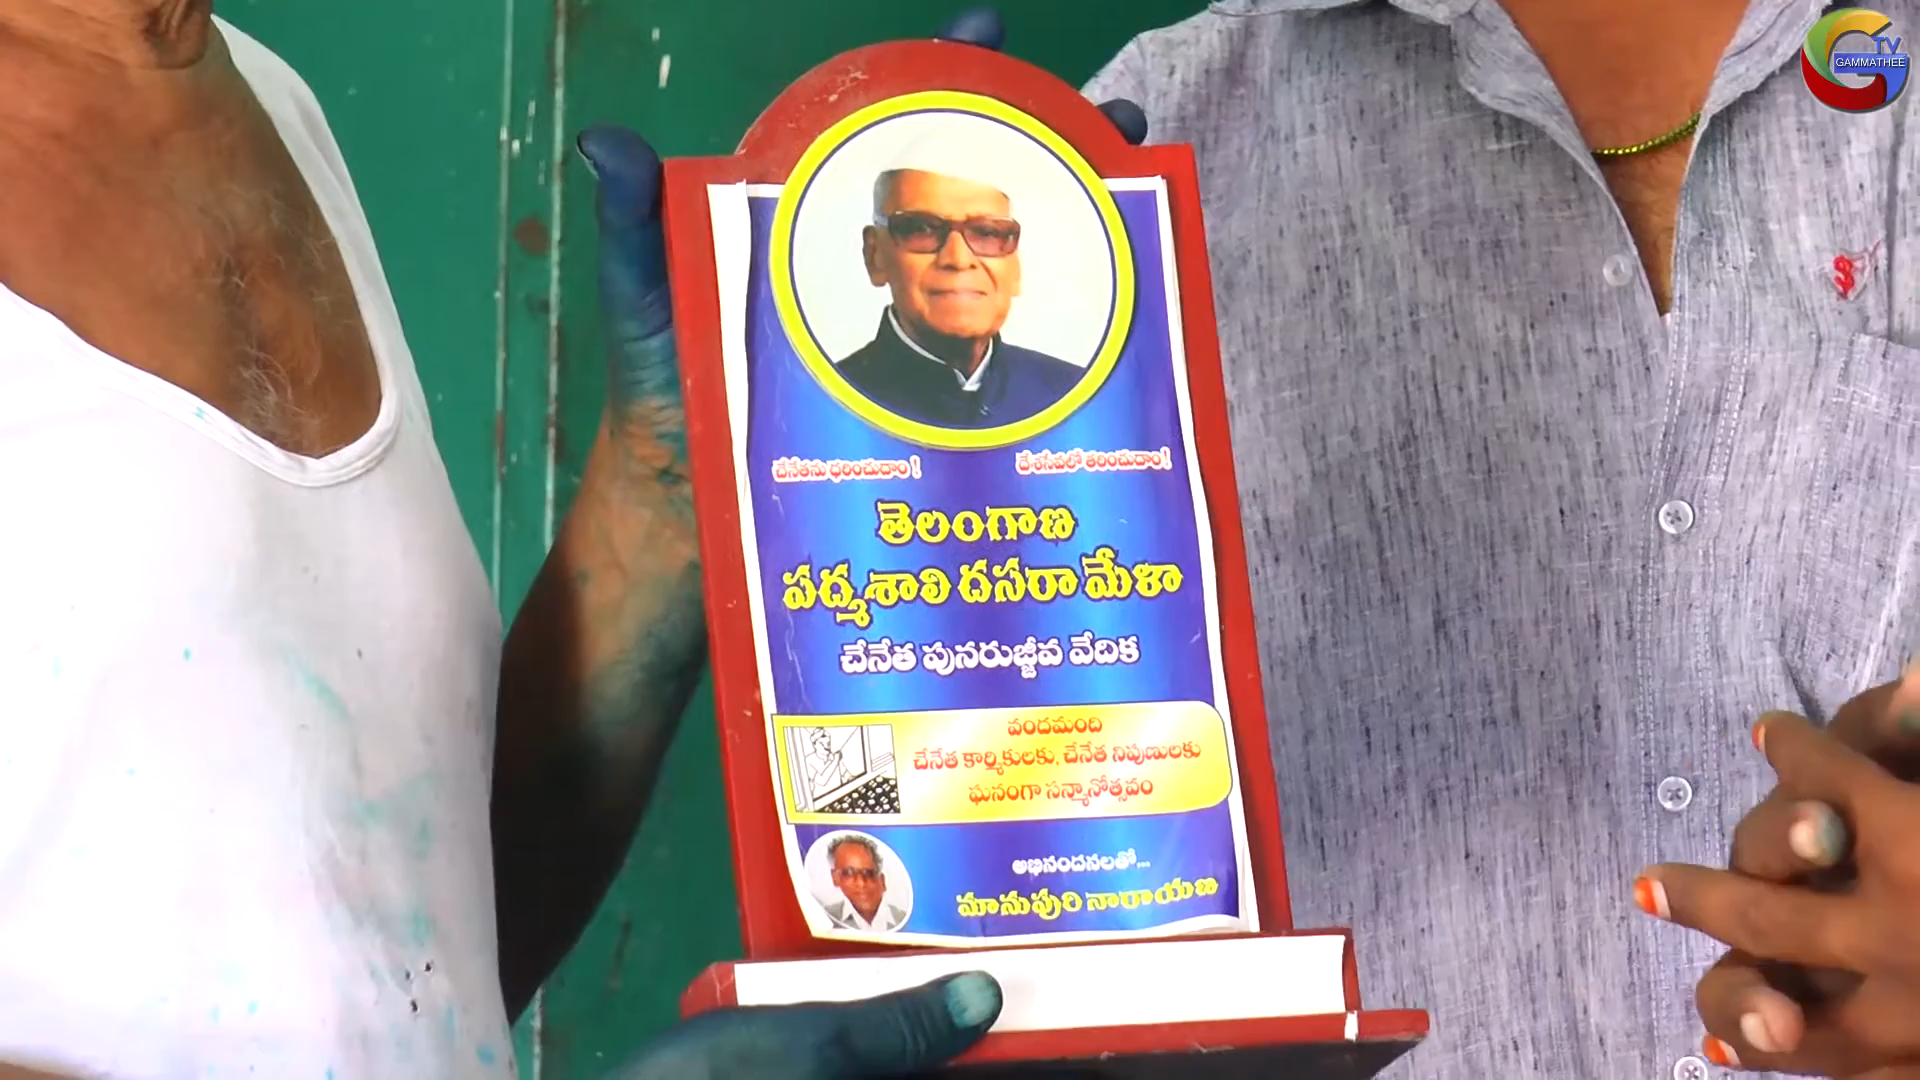 TV
GAMMATHEE
చేనేతను ధరించుదాం! దేశసేవలో తరించుదాం!
తెలంగాణ
పద్మశాలి దసరా మేళా
చేనేత పునరుజ్జీవ వేదిక
వందమంది
చేనేత కార్మికులకు, చేనేత నిపుణులకు
ఘనంగా సన్మానోత్సవం
అభినందనలతో...
మానుపురి నారాయణ